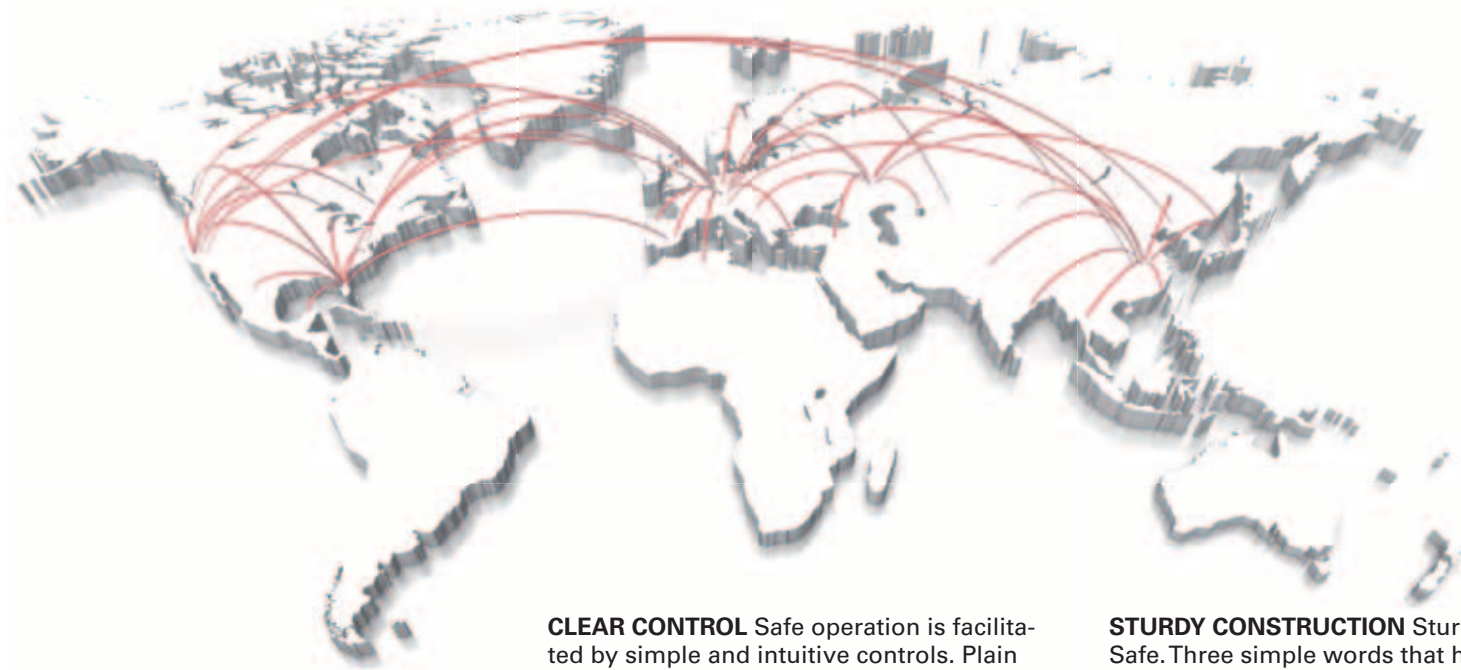 CLEAR CONTROL Safe operation is facilita-
ted by simple and intuitive controls. Plain
STURDY CONSTRUCTION Stur
Safe. Three simple words that h